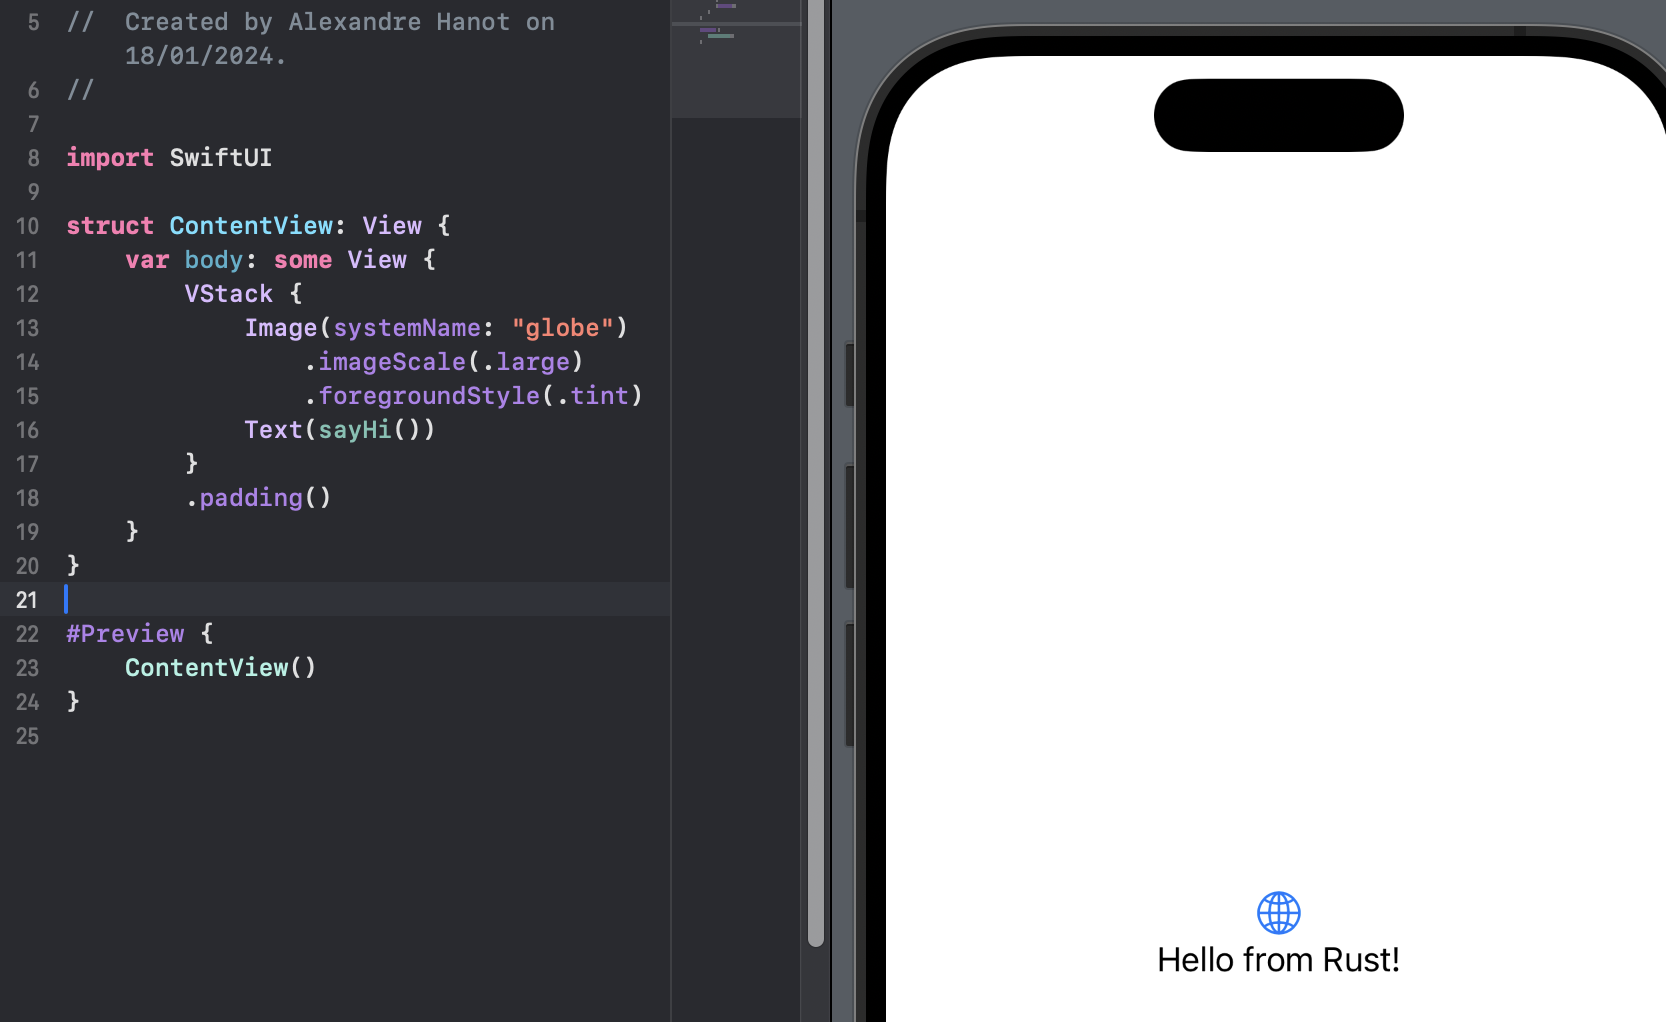 5 //  Created by Alexandre Hanot on
18/01/2024.
6 //
7
8 import SwiftUI
9
10 struct ContentView: View {
11     var body: some View {
12         VStack {
13             Image(systemName: "globe")
14                 .imageScale(.large)
15                 .foregroundStyle(.tint)
16             Text(sayHi())
17         }
18         .padding()
19     }
20 }
21
22 #Preview {
23     ContentView()
24 }
25
Hello from Rust!